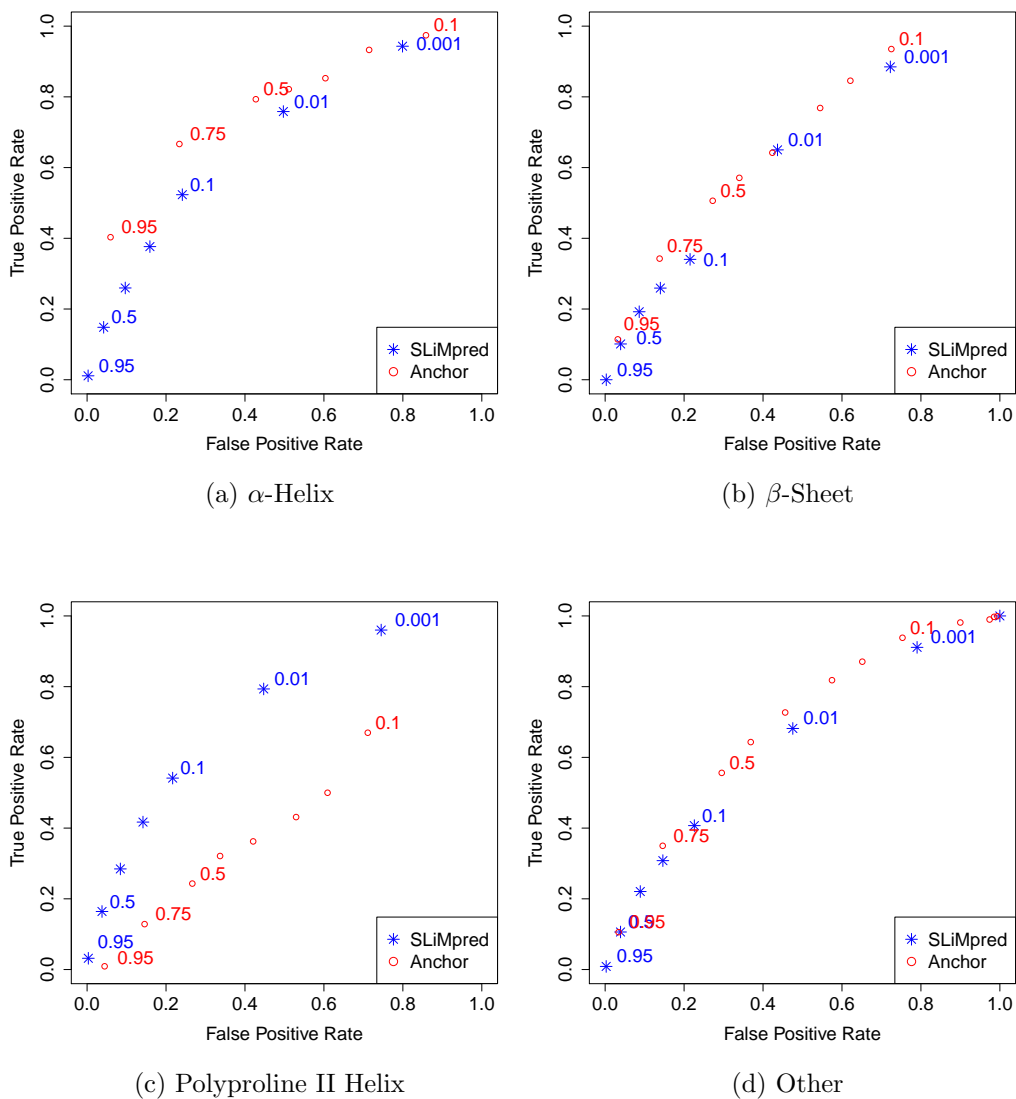 True Positive Rate
0.0 0.2 0.4 0.6 0.8 1.0
0.1
0.001
0.5
0.01
0.75
0.1
0.95
0.5
0.95
SLiMpred
Anchor
0.0 0.2 0.4 0.6 0.8 1.0
False Positive Rate
(a) α-Helix
True Positive Rate
0.0 0.2 0.4 0.6 0.8 1.0
0.1
0.001
0.01
0.5
0.75
0.1
0.95
0.5
0.95
SLiMpred
Anchor
0.0 0.2 0.4 0.6 0.8 1.0
False Positive Rate
(b) β-Sheet
True Positive Rate
0.0 0.2 0.4 0.6 0.8 1.0
0.001
0.01
0.1
0.1
0.5
0.5
0.75
0.95
0.95
SLiMpred
Anchor
0.0 0.2 0.4 0.6 0.8 1.0
False Positive Rate
(c) Polyproline II Helix
True Positive Rate
0.0 0.2 0.4 0.6 0.8 1.0
0.1
0.001
0.01
0.5
0.1
0.75
0.5
0.95
0.95
SLiMpred
Anchor
0.0 0.2 0.4 0.6 0.8 1.0
False Positive Rate
(d) Other